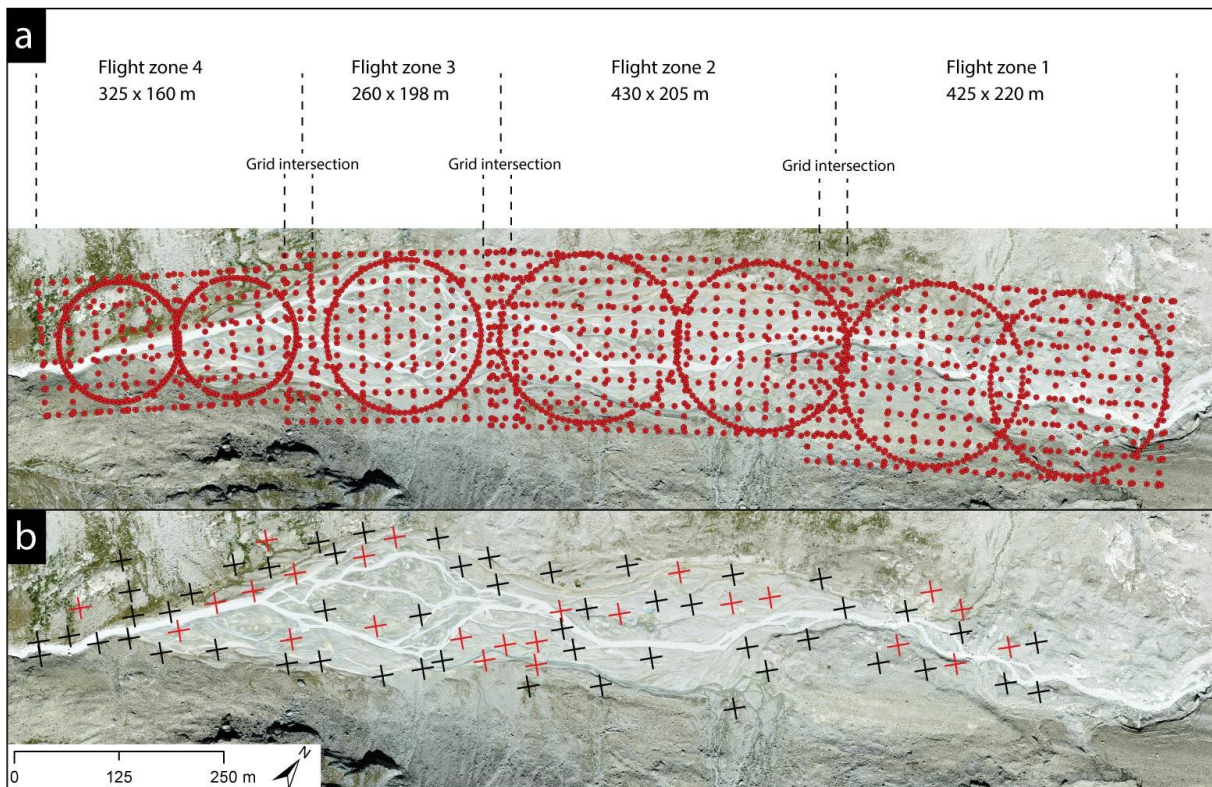 a
Flight zone 4
325 x 160 m
Flight zone 3
260 x 198 m
Flight zone 2
430 x 205 m
Flight zone 1
425 x 220 m
Grid intersection
Grid intersection
Grid intersection
b
0
125
250 m
N